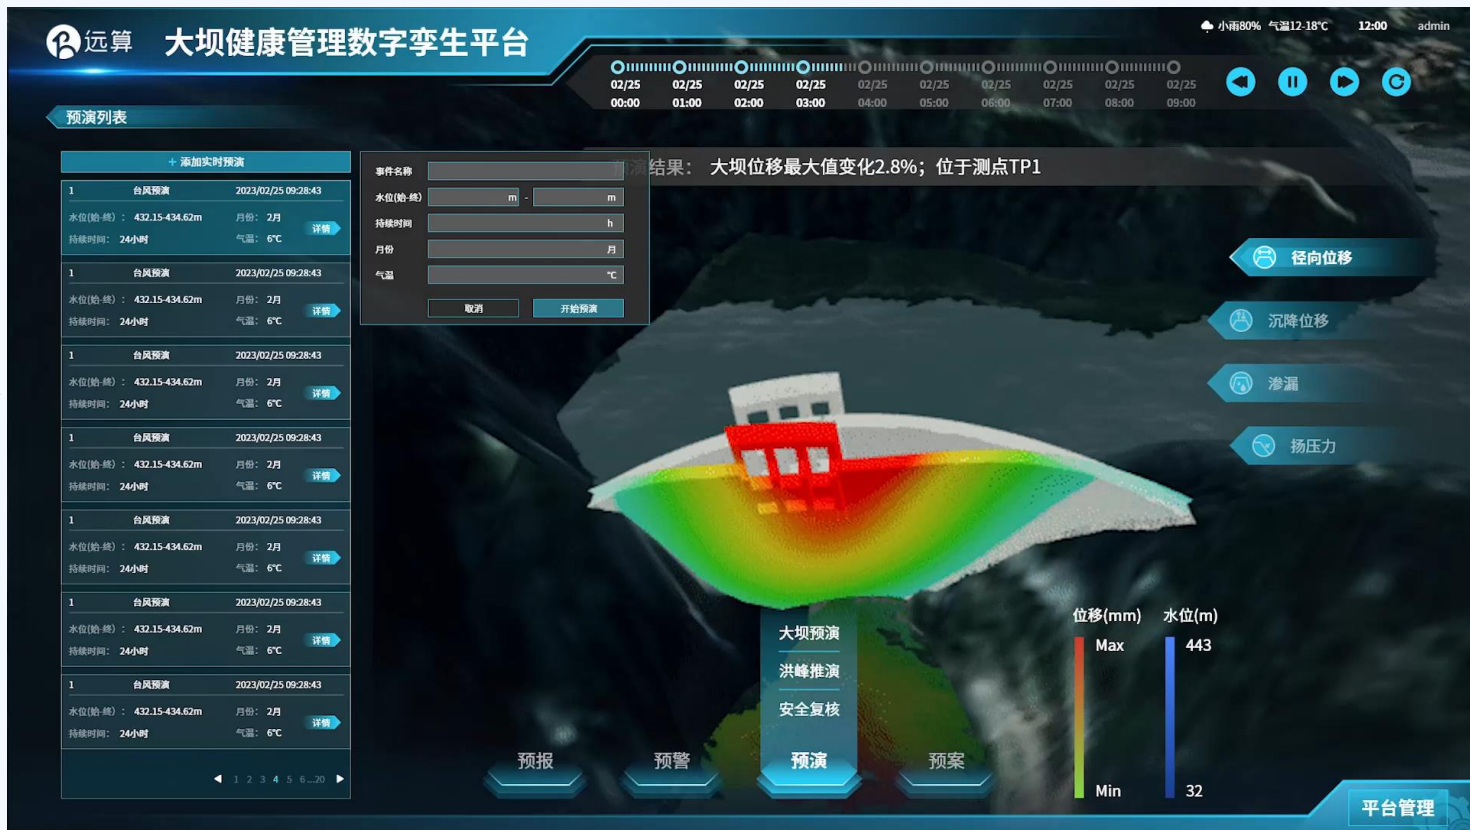 远算
大坝健康管理数字孪生平台
小雨80% 气温12-18℃ 12:00 admin
02/25 02/25 02/25 02/25 02/25 02/25 02/25 02/25 02/25 02/25
00:00 01:00 02:00 03:00 04:00 05:00 06:00 07:00 08:00 09:00
预演列表
+ 添加实时预演
1 台风预演 2023/02/25 09:28:43
水位(始-终)： 432.15-434.62m 月份： 2月
详情
持续时间： 24小时 气温： 6℃
1 台风预演 2023/02/25 09:28:43
水位(始-终)： 432.15-434.62m 月份： 2月
详情
持续时间： 24小时 气温： 6℃
1 台风预演 2023/02/25 09:28:43
水位(始-终)： 432.15-434.62m 月份： 2月
详情
持续时间： 24小时 气温： 6℃
1 台风预演 2023/02/25 09:28:43
水位(始-终)： 432.15-434.62m 月份： 2月
详情
持续时间： 24小时 气温： 6℃
1 台风预演 2023/02/25 09:28:43
水位(始-终)： 432.15-434.62m 月份： 2月
详情
持续时间： 24小时 气温： 6℃
1 台风预演 2023/02/25 09:28:43
水位(始-终)： 432.15-434.62m 月份： 2月
详情
持续时间： 24小时 气温： 6℃
1 台风预演 2023/02/25 09:28:43
水位(始-终)： 432.15-434.62m 月份： 2月
详情
持续时间： 24小时 气温： 6℃
1 2 3 4 5 6...20
事件名称
水位(始-终) m - m
持续时间 h
月份 月
气温 ℃
取消 开始预演
预演结果： 大坝位移最大值变化2.8%；位于测点TP1
径向位移
沉降位移
渗漏
扬压力
位移(mm) 水位(m)
Max 443
Min 32
大坝预演
洪峰推演
安全复核
预报 预警 预演 预案
平台管理